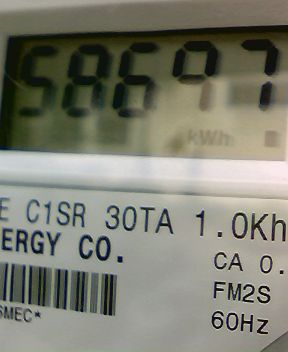 58697
kWh
E C1SR 30TA 1.0Kh
ERGY CO.
CA 0.
FM2S
SMEC*
60Hz